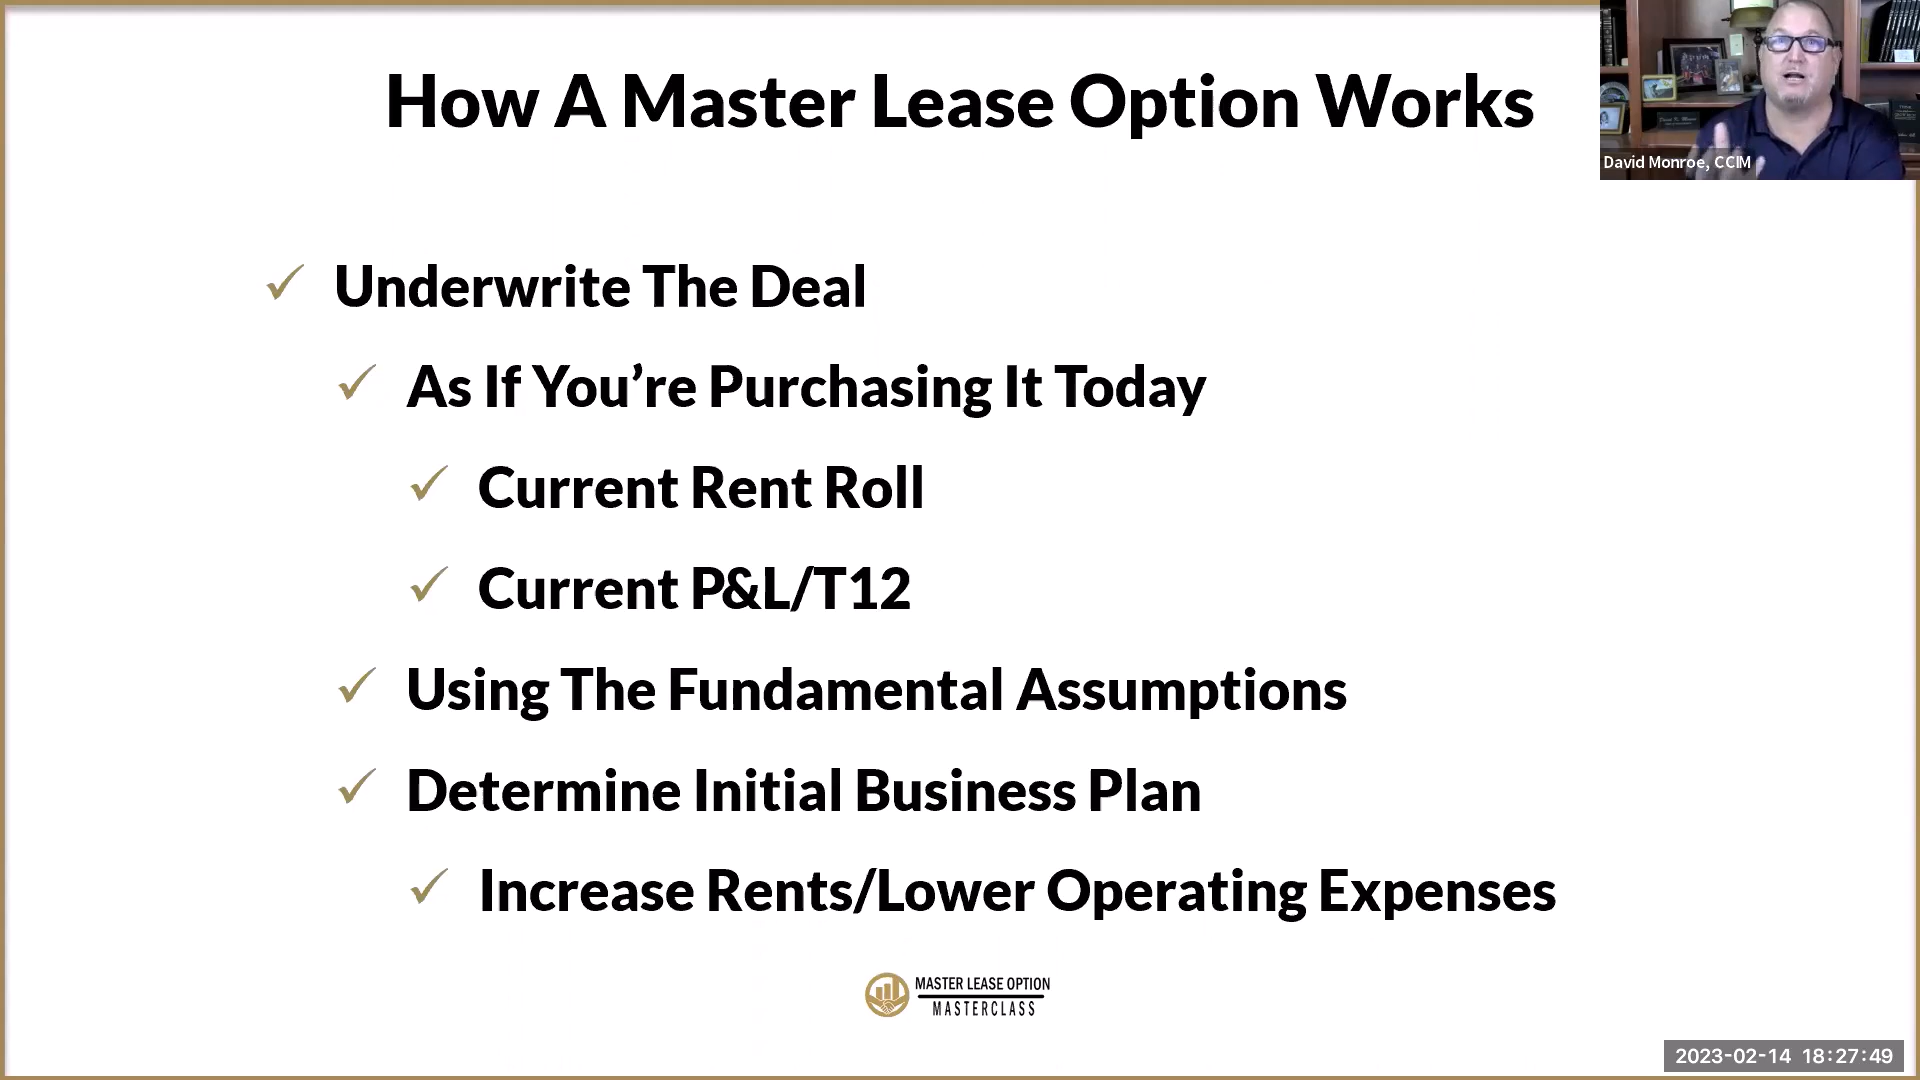 How A Master Lease Option Works
David Monroe, CCIM
Underwrite The Deal
As If You’re Purchasing It Today
Current Rent Roll
Current P&L/T12
Using The Fundamental Assumptions
Determine Initial Business Plan
Increase Rents/Lower Operating Expenses
MASTER LEASE OPTION
MASTERCLASS
2023-02-14 18:27:49